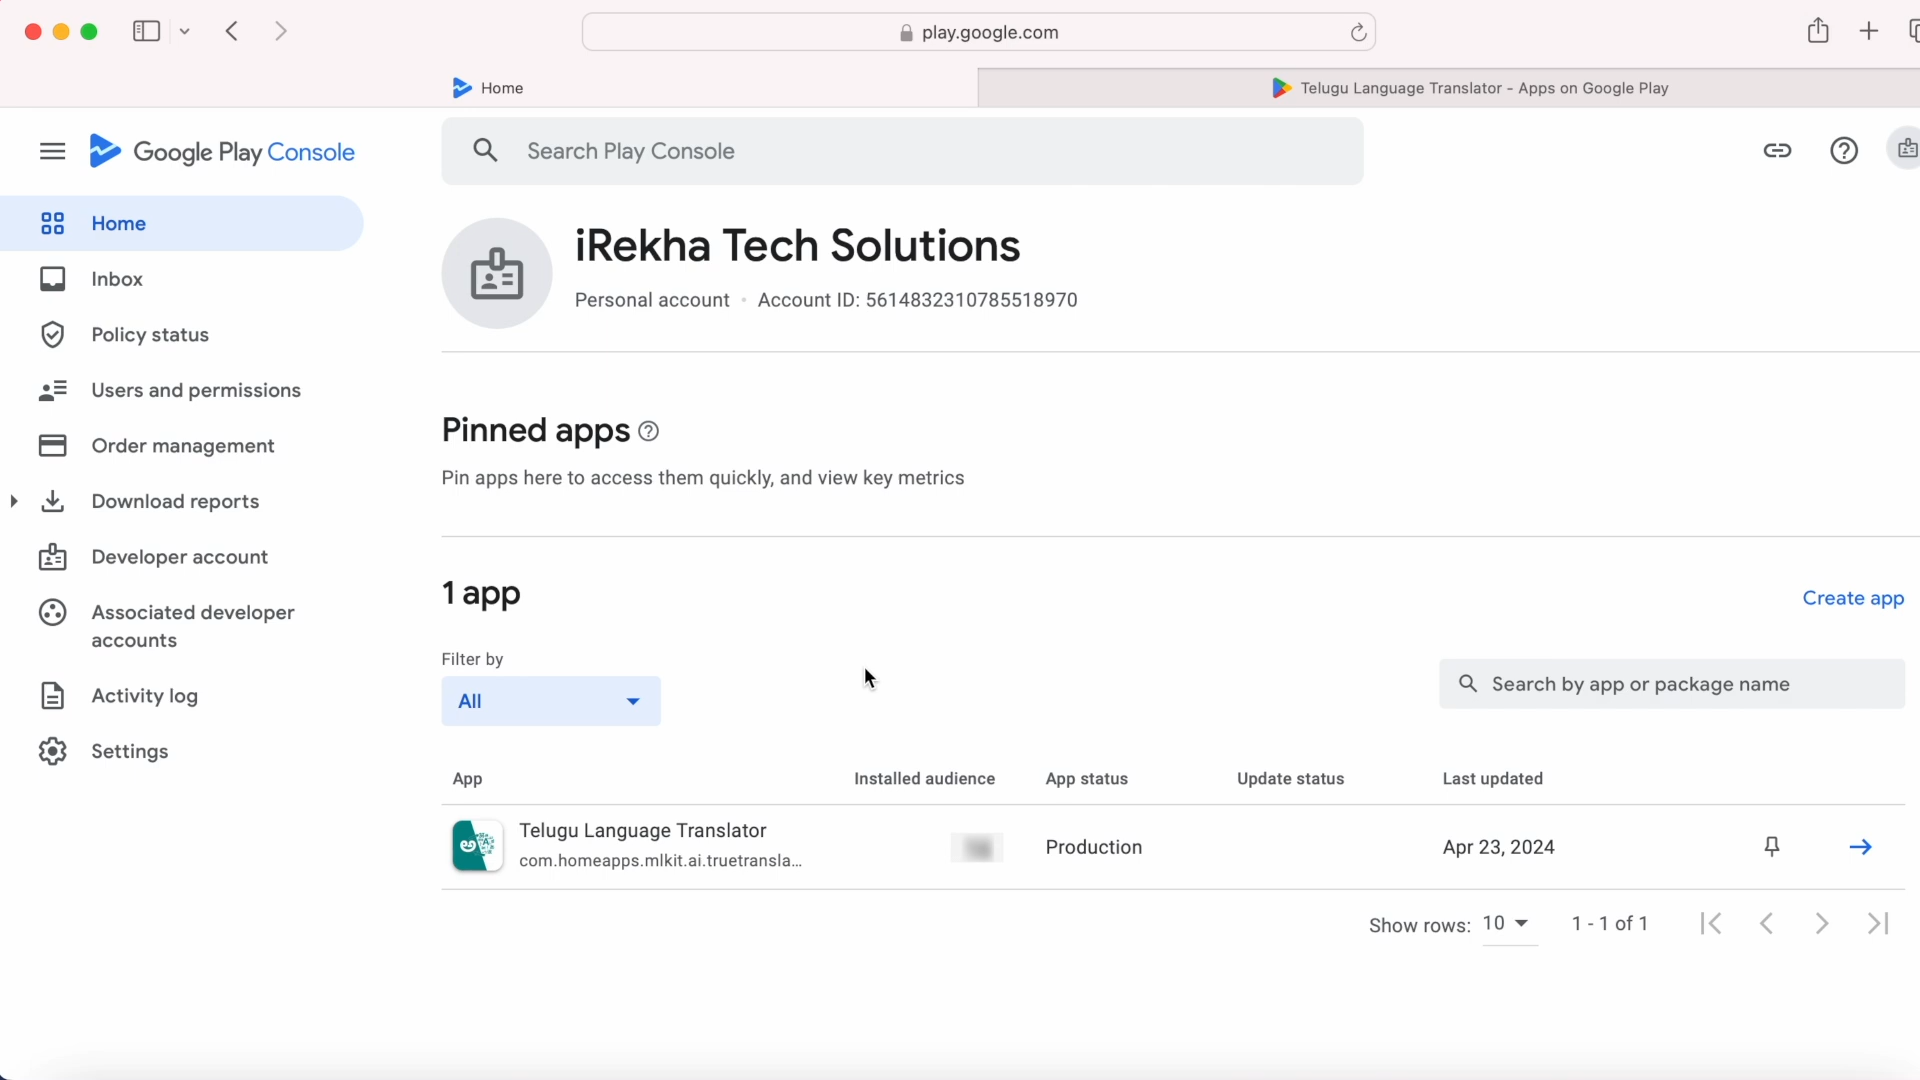 play.google.com
Home
Telugu Language Translator - Apps on Google Play
Google Play Console
Search Play Console
Home
Inbox
Policy status
Users and permissions
Order management
Download reports
Developer account
Associated developer
accounts
Activity log
Settings
iRekha Tech Solutions
Personal account • Account ID: 5614832310785518970
Pinned apps
Pin apps here to access them quickly, and view key metrics
1 app
Create app
Filter by
All
Search by app or package name
App Installed audience App status Update status Last updated
Telugu Language Translator
com.homeapps.mlkit.ai.truetransla...
Production Apr 23, 2024
Show rows: 10 1 - 1 of 1